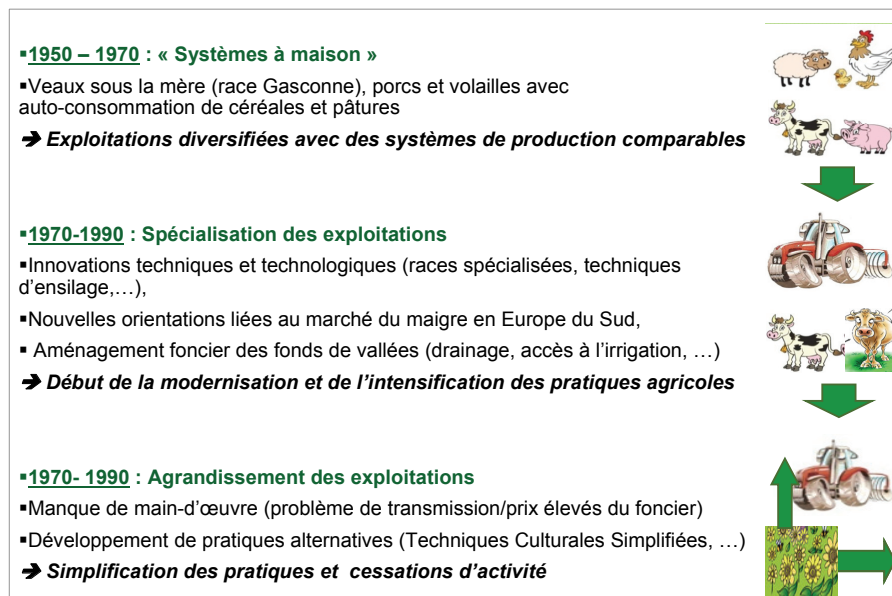 ▪1950 – 1970 : « Systèmes à maison »
▪Veaux sous la mère (race Gasconne), porcs et volailles avec
auto-consommation de céréales et pâtures
➔ Exploitations diversifiées avec des systèmes de production comparables
▪1970-1990 : Spécialisation des exploitations
▪Innovations techniques et technologiques (races spécialisées, techniques
d'ensilage,…),
▪Nouvelles orientations liées au marché du maigre en Europe du Sud,
▪ Aménagement foncier des fonds de vallées (drainage, accès à l'irrigation, …)
➔ Début de la modernisation et de l'intensification des pratiques agricoles
▪1970- 1990 : Agrandissement des exploitations
▪Manque de main-d'œuvre (problème de transmission/prix élevés du foncier)
▪Développement de pratiques alternatives (Techniques Culturales Simplifiées, …)
➔ Simplification des pratiques et  cessations d'activité